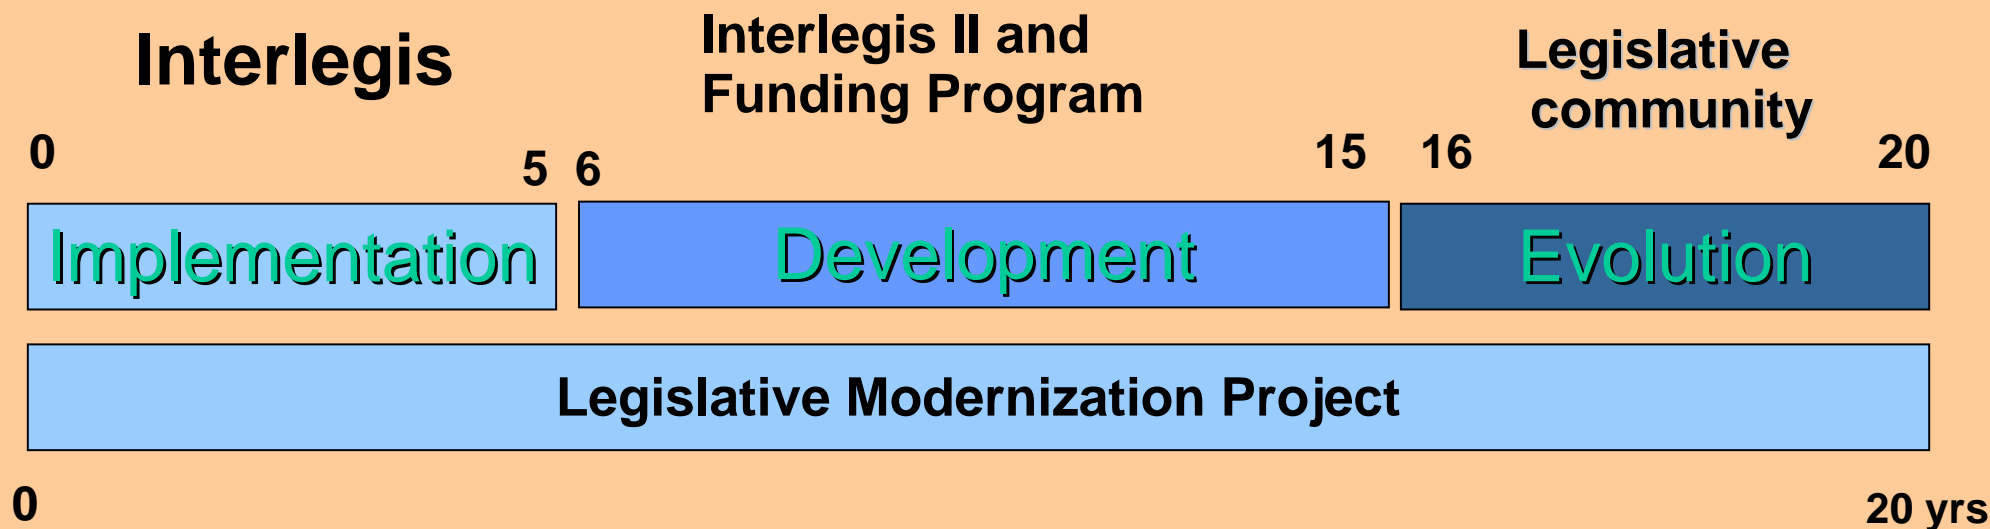 Interlegis
Interlegis II and
Funding Program
Legislative
community
0
5
6
15
16
20
Implementation
Development
Evolution
Legislative Modernization Project
0
20 yrs